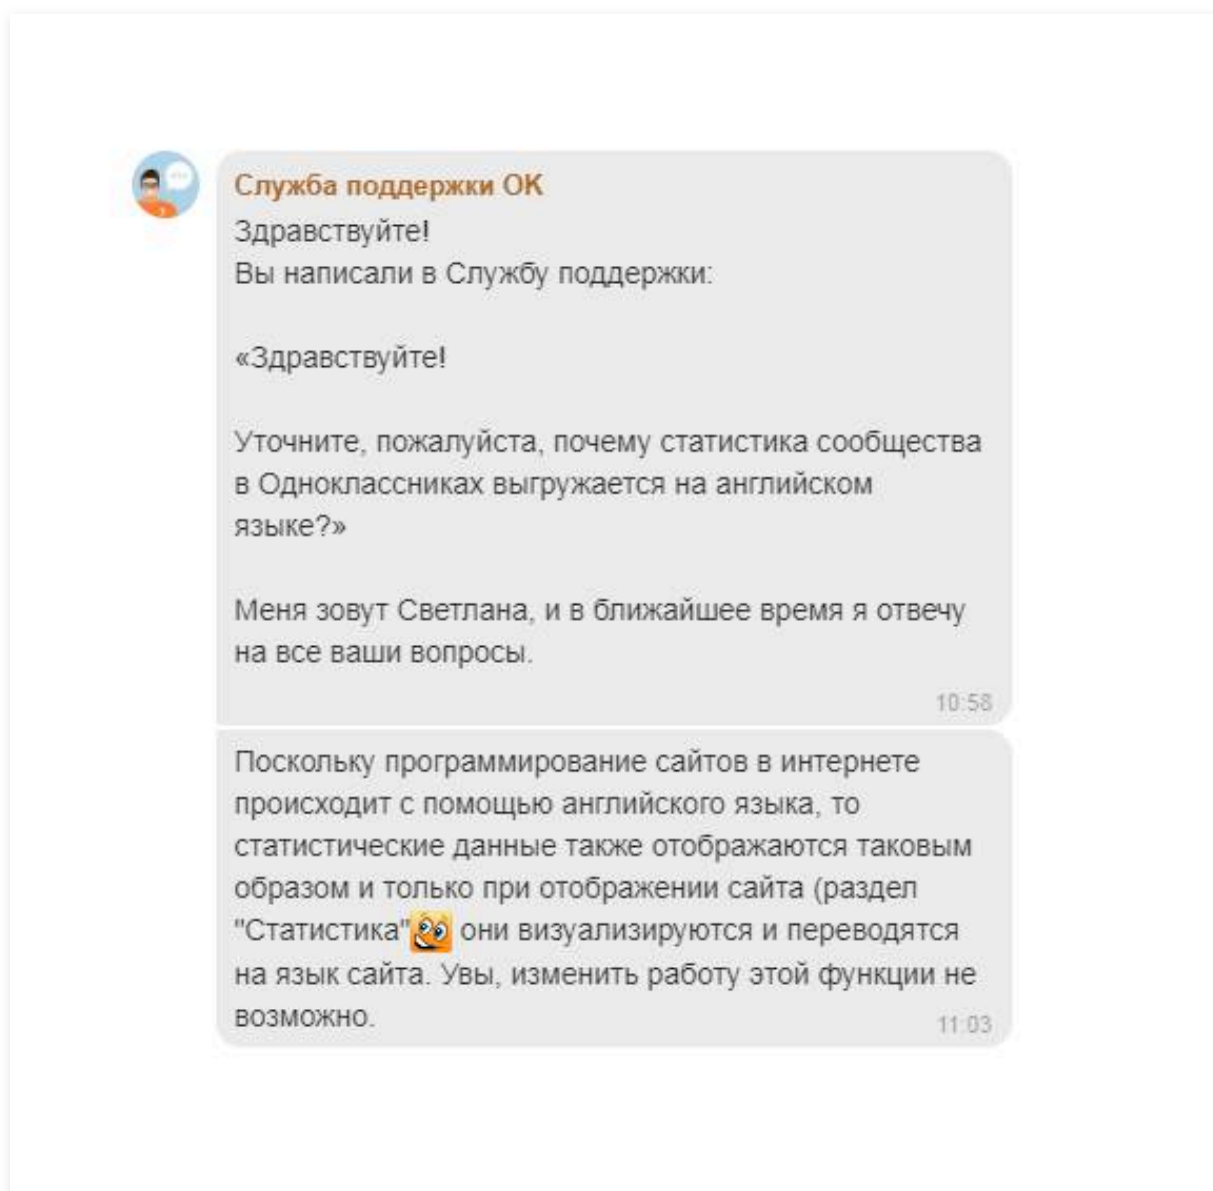 Служба поддержки OK
Здравствуйте!
Вы написали в Службу поддержки:
«Здравствуйте!
Уточните, пожалуйста, почему статистика сообщества
в Одноклассниках выгружается на английском
языке?»
Меня зовут Светлана, и в ближайшее время я отвечу
на все ваши вопросы.
10:58
Поскольку программирование сайтов в интернете
происходит с помощью английского языка, то
статистические данные также отображаются таковым
образом и только при отображении сайта (раздел
"Статистика" они визуализируются и переводятся
на язык сайта. Увы, изменить работу этой функции не
возможно.
11:03